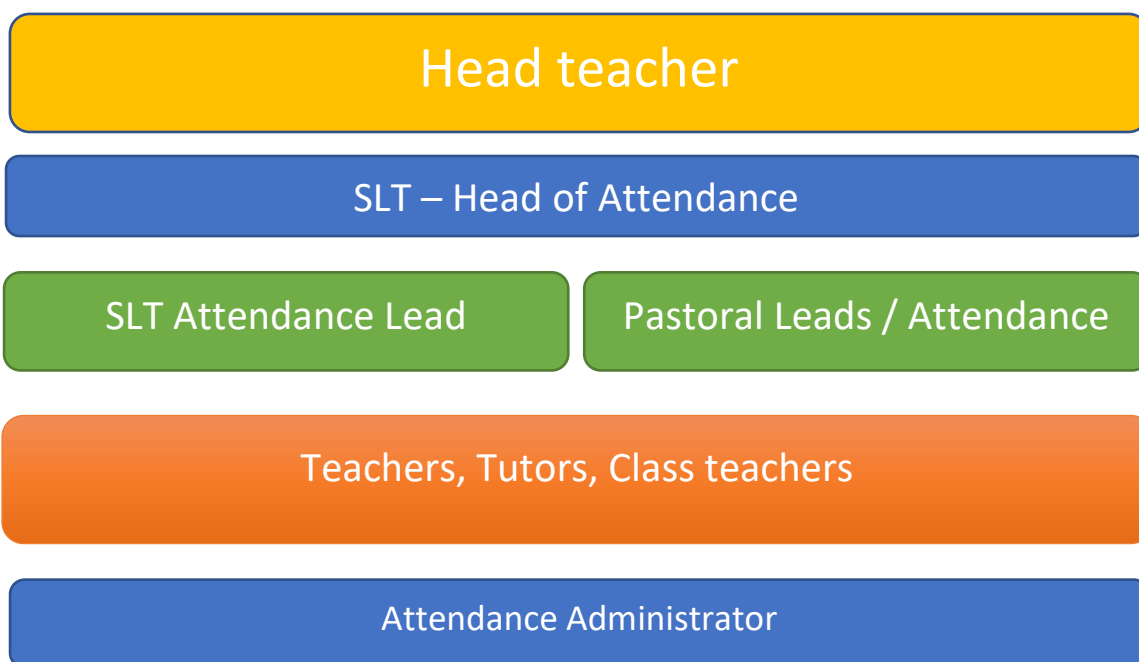 Head teacher
SLT – Head of Attendance
SLT Attendance Lead
Pastoral Leads / Attendance
Teachers, Tutors, Class teachers
Attendance Administrator